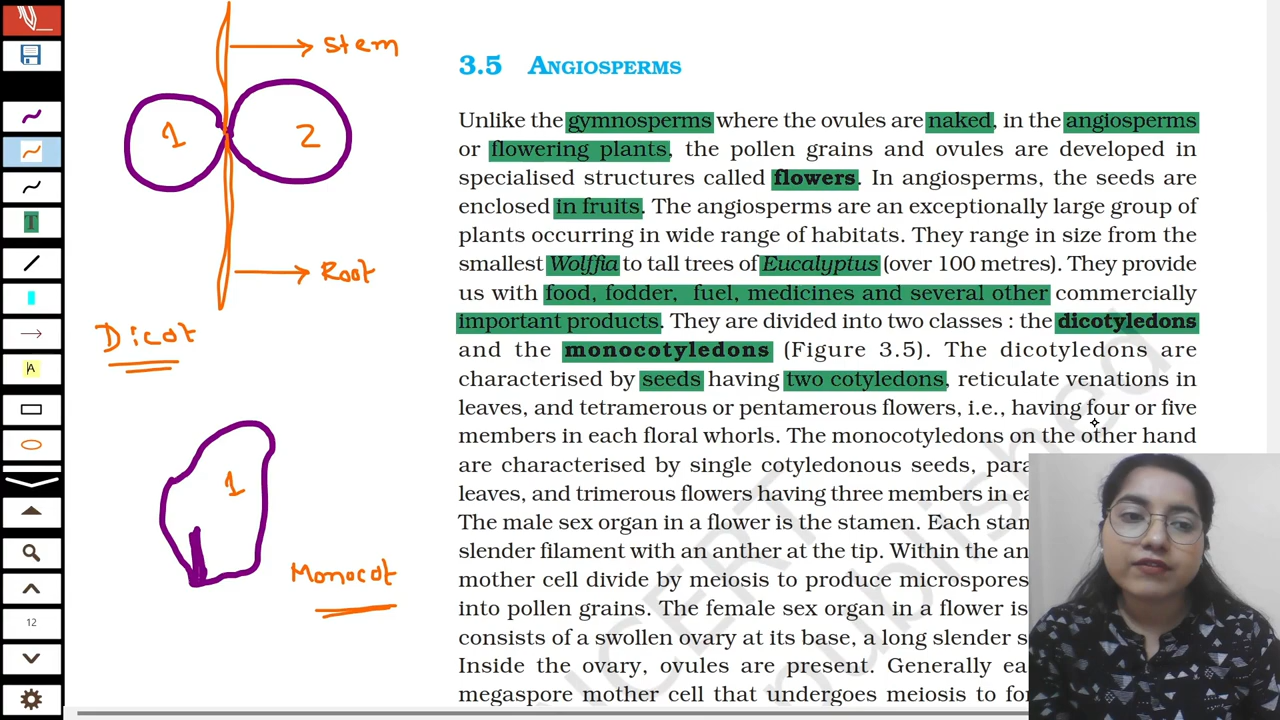 Stem
1
2
Root
Dicot
1
Monocot
A
T
12
3.5 ANGIOSPERMS
Unlike the gymnosperms where the ovules are naked, in the angiosperms
or flowering plants, the pollen grains and ovules are developed in
specialised structures called flowers. In angiosperms, the seeds are
enclosed in fruits. The angiosperms are an exceptionally large group of
plants occurring in wide range of habitats. They range in size from the
smallest Wolffia to tall trees of Eucalyptus (over 100 metres). They provide
us with food, fodder, fuel, medicines and several other commercially
important products. They are divided into two classes : the dicotyledons
and the monocotyledons (Figure 3.5). The dicotyledons are
characterised by seeds having two cotyledons, reticulate venations in
leaves, and tetramerous or pentamerous flowers, i.e., having four or five
members in each floral whorls. The monocotyledons on the other hand
are characterised by single cotyledonous seeds, para
leaves, and trimerous flowers having three members in ea
The male sex organ in a flower is the stamen. Each stam
slender filament with an anther at the tip. Within the an
mother cell divide by meiosis to produce microspores
into pollen grains. The female sex organ in a flower is
consists of a swollen ovary at its base, a long slender s
Inside the ovary, ovules are present. Generally ea
megaspore mother cell that undergoes meiosis to for
NCERT
published